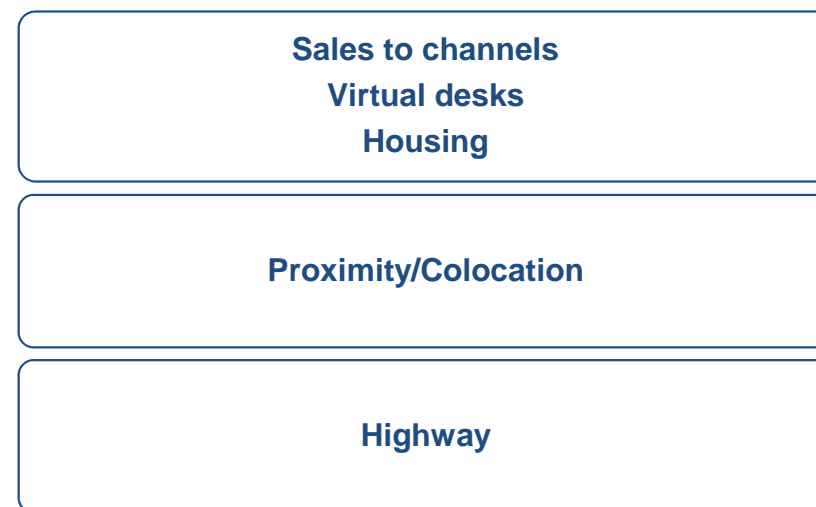 Sales to channels
Virtual desks
Housing
Proximity/Colocation
Highway